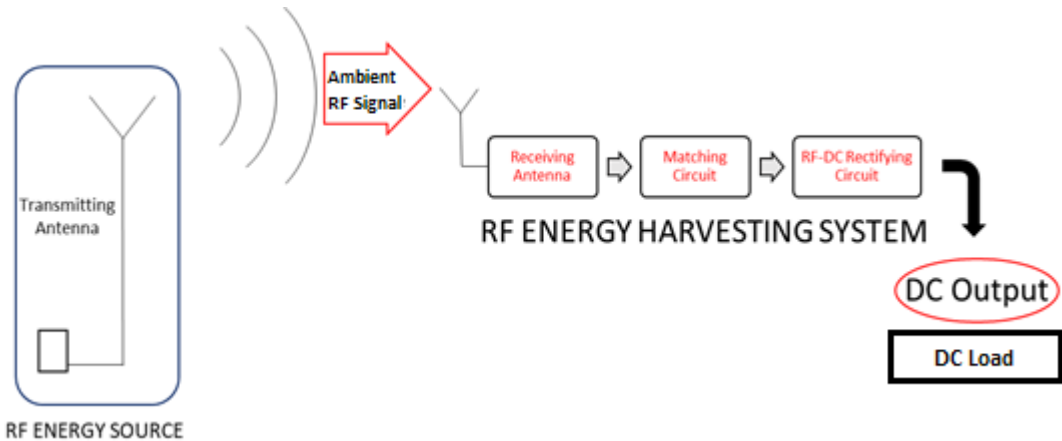 Transmitting
Antenna
RF ENERGY SOURCE
Ambient
RF Signal
Receiving
Antenna
Matching
Circuit
RF-DC Rectifying
Circuit
RF ENERGY HARVESTING SYSTEM
DC Output
DC Load